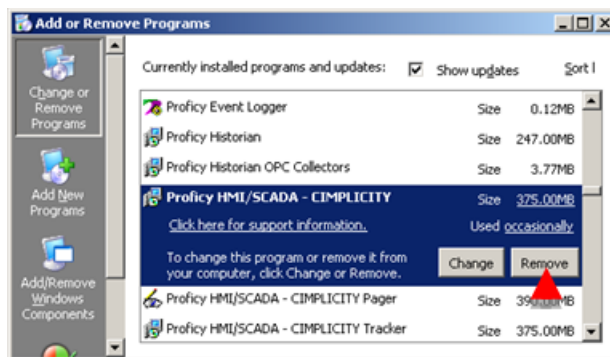 Add or Remove Programs
Change or
Remove
Programs
Add New
Programs
Add/Remove
Windows
Components
Currently installed programs and updates: Show updates Sort
Proficy Event Logger Size 0.12MB
Proficy Historian Size 247.00MB
Proficy Historian OPC Collectors Size 3.77MB
Proficy HMI/SCADA - CIMPLICITY Size 375.00MB
Click here for support information. Used occasionally
To change this program or remove it from
your computer, click Change or Remove.
Change Remove
Proficy HMI/SCADA - CIMPLICITY Pager Size
Proficy HMI/SCADA - CIMPLICITY Tracker Size 375.00MB